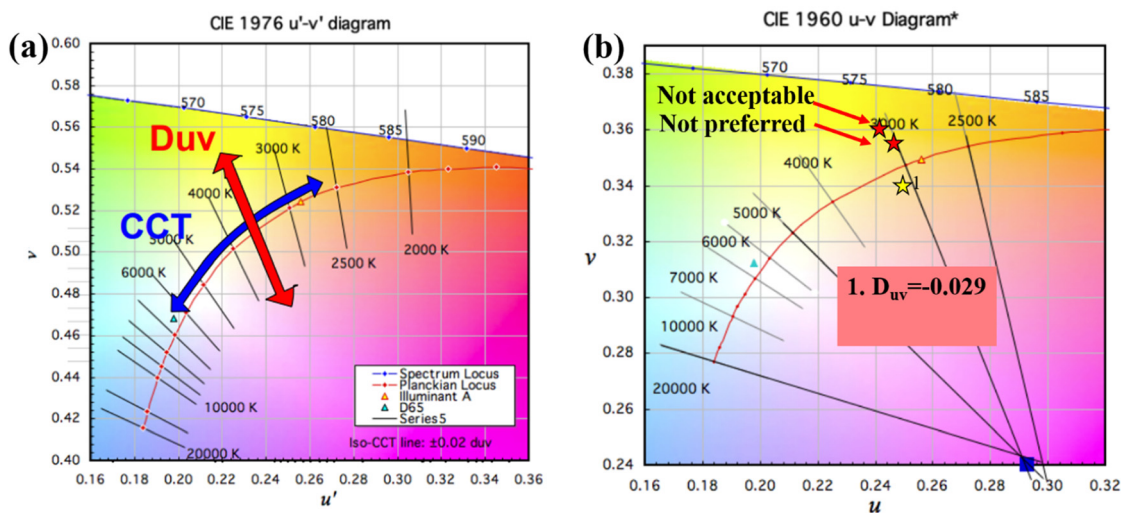 CIE 1976 u'-v' diagram
(a)
0.60
0.58
0.56
0.54
0.52
0.50
0.48
0.46
0.44
0.42
0.40
v
570
575
580
585
590
Duv
CCT
3000 K
4000 K
5000 K
6000 K
10000 K
20000 K
2500 K
2000 K
Spectrum Locus
Planckian Locus
Illuminant A
D65
Series5
Iso-CCT line: ±0.02 duv
0.16 0.18 0.20 0.22 0.24 0.26 0.28 0.30 0.32 0.34 0.36
u'
CIE 1960 u-v Diagram*
(b)
0.38
0.36
0.34
0.32
0.30
0.28
0.26
0.24
v
570
575
580
585
Not acceptable
Not preferred
3000 K
2500 K
4000 K
5000 K
6000 K
7000 K
10000 K
20000 K
1
1. Duv=-0.029
0.16 0.18 0.20 0.22 0.24 0.26 0.28 0.30 0.32
u